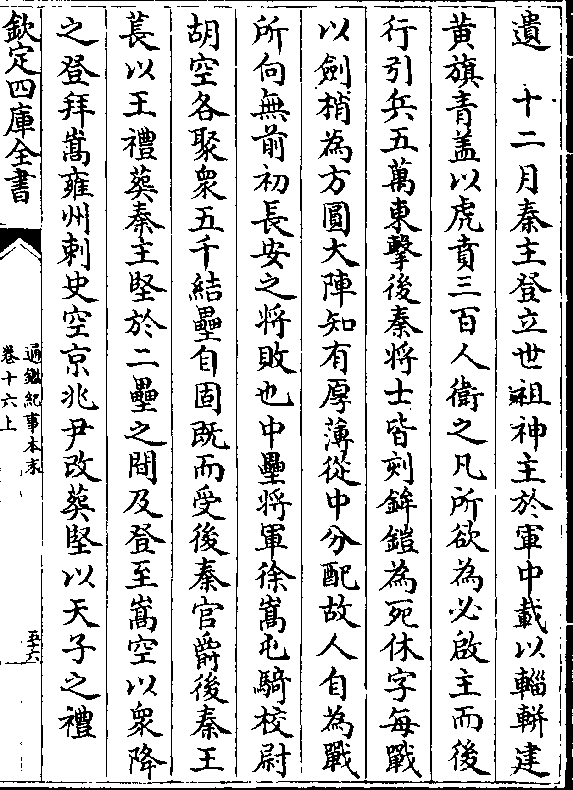 遺　十二月秦主登立世祖神主於軍中載以輜軿建
黄旗青盖以虎賁三百人衛之凡所欲為必啟主而後
行引兵五萬東擊後秦將士皆刻鉾鎧為死休字每戰
以劍矟為方圓大陣知有厚薄從中分配故人自為戰
所向無前初長安之将敗也中壘将軍徐嵩屯騎校尉
胡空各聚衆五千結壘自固既而受後秦官爵後秦王
萇以王禮葬秦主堅於二壘之間及登至嵩空以衆降
之登拜嵩雍州刺史空京兆尹改葬堅以天子之禮
欽定四庫全書
通鑑紀事本末
卷十六上
五十六